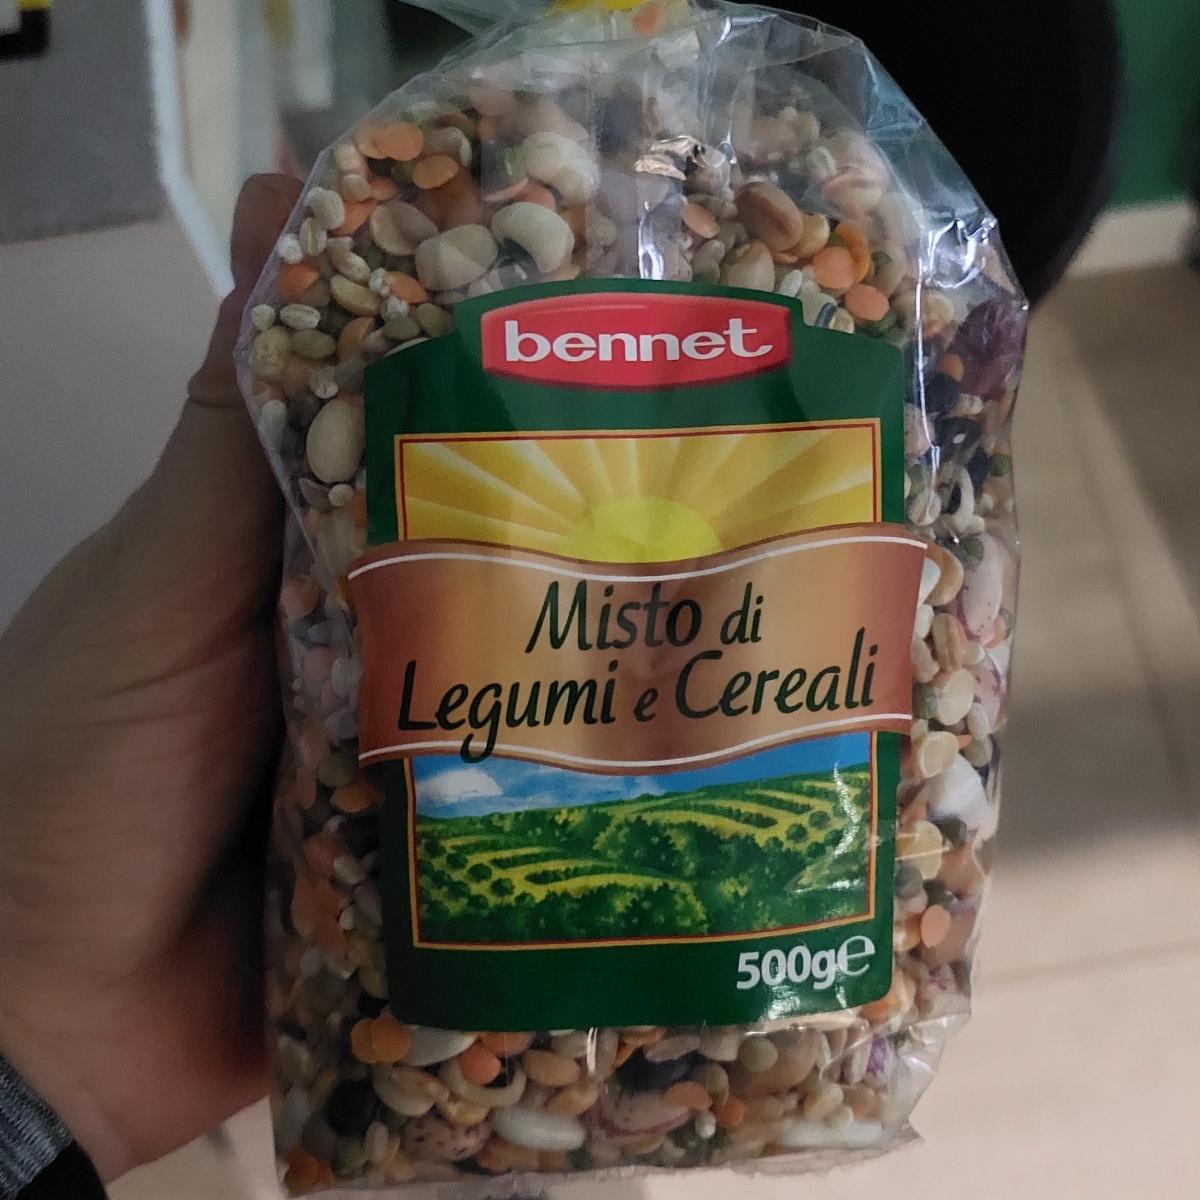 bennet
Misto di
Legumi e Cereali
500g℮